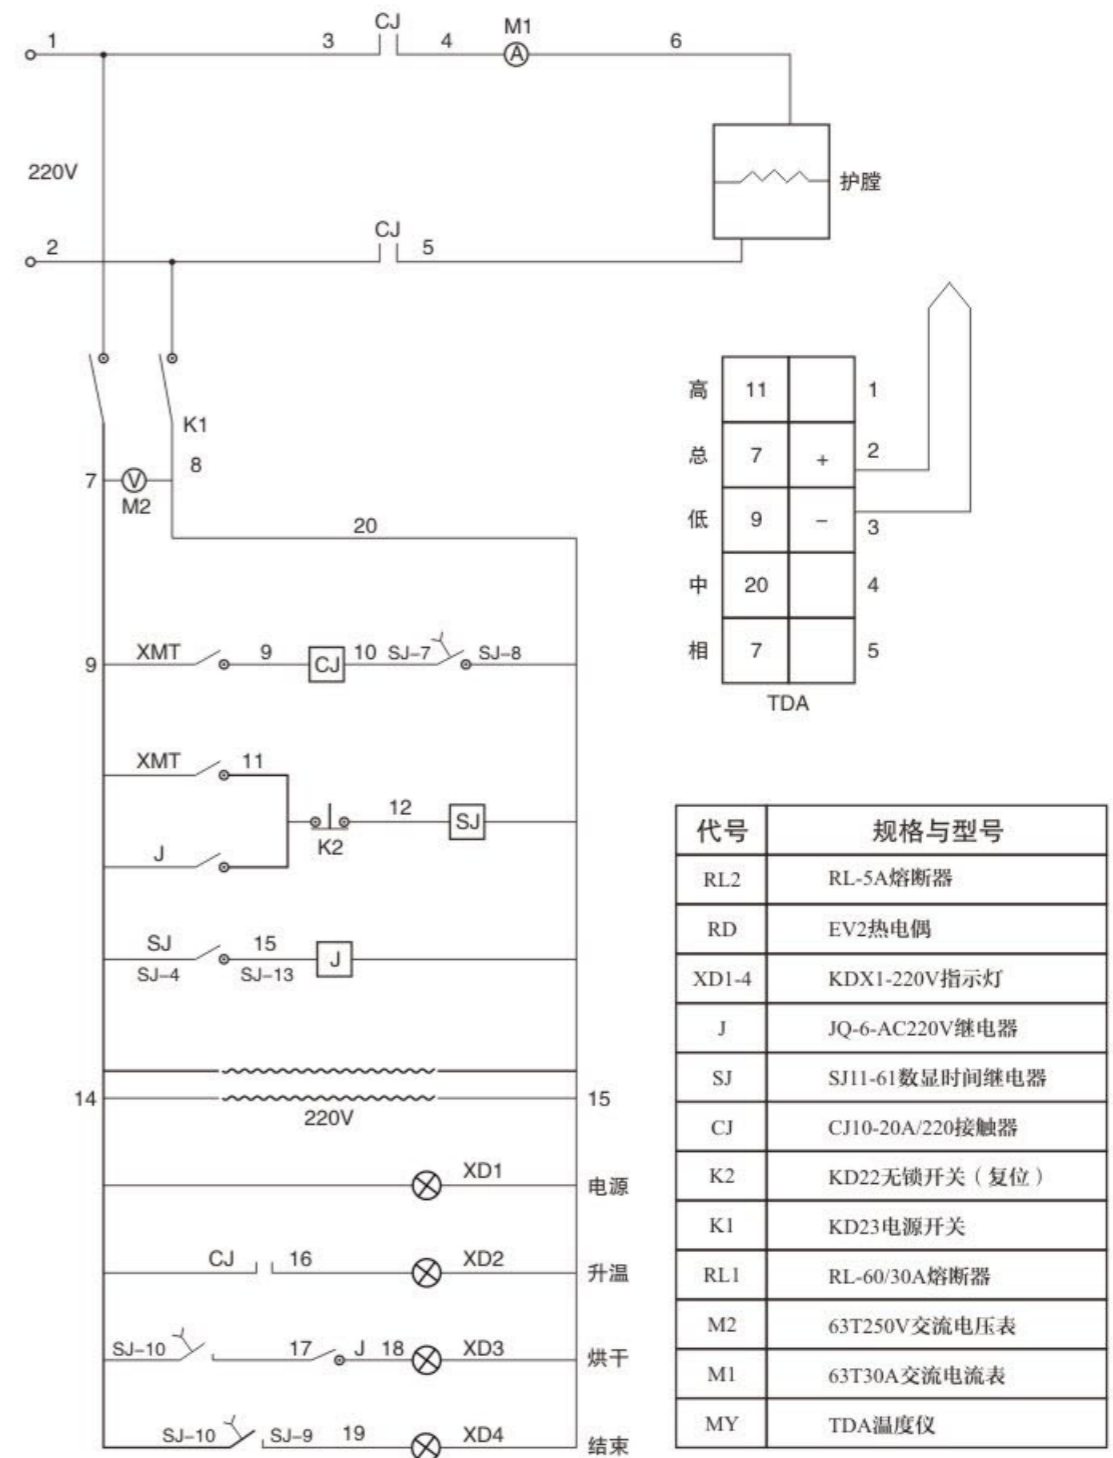 1
3
CJ
4
M1
A
6
220V
护膛
2
CJ
5
K1
7
V
8
M2
20
9
XMT
9
CJ
10
SJ-7
SJ-8
XMT
11
J
K2
12
SJ
SJ
15
J
SJ-4
SJ-13
14
220V
15
XD1
电源
CJ
16
XD2
升温
SJ-10
17
J
18
XD3
烘干
SJ-10
SJ-9
19
XD4
结束
高 11 1
总 7 + 2
低 9 - 3
中 20 4
相 7 5
TDA
代号 规格与型号
RL2 RL-5A熔断器
RD EV2热电偶
XD1-4 KDX1-220V指示灯
J JQ-6-AC220V继电器
SJ SJ11-61数显时间继电器
CJ CJ10-20A/220接触器
K2 KD22无锁开关（复位）
K1 KD23电源开关
RL1 RL-60/30A熔断器
M2 63T250V交流电压表
M1 63T30A交流电流表
MY TDA温度仪